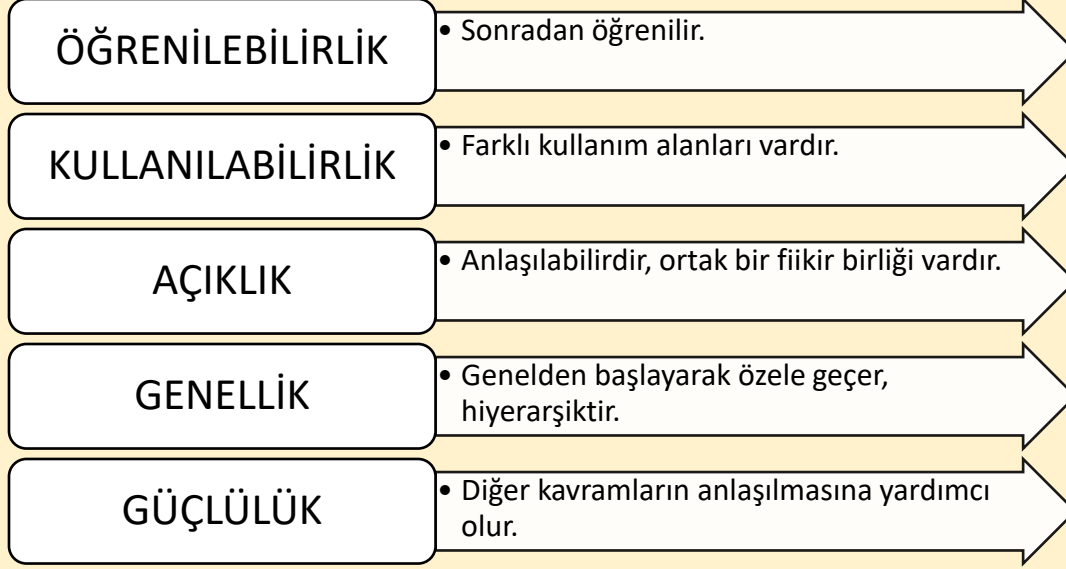 ÖĞRENİLEBİLİRLİK
• Sonradan öğrenilir.
KULLANILABİLİRLİK
• Farklı kullanım alanları vardır.
AÇIKLIK
• Anlaşılabilirdir, ortak bir fiikir birliği vardır.
GENELLİK
• Genelden başlayarak özele geçer,
hiyerarşiktir.
GÜÇLÜLÜK
• Diğer kavramların anlaşılmasına yardımcı
olur.